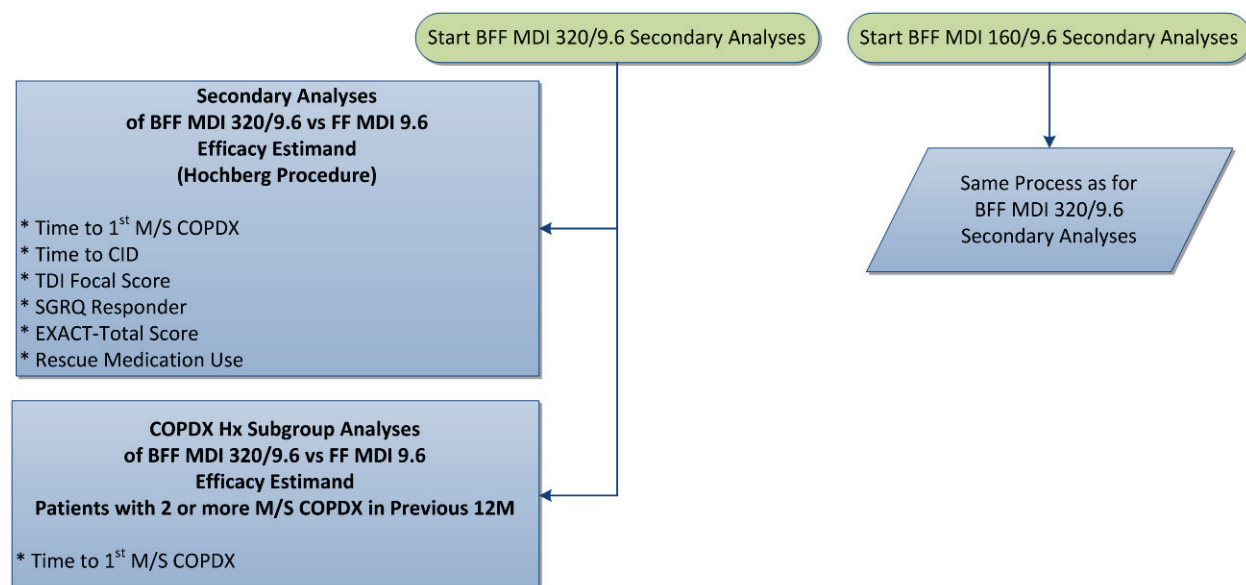 Start BFF MDI 320/9.6 Secondary Analyses
Start BFF MDI 160/9.6 Secondary Analyses
Secondary Analyses
of BFF MDI 320/9.6 vs FF MDI 9.6
Efficacy Estimand
(Hochberg Procedure)
* Time to 1st M/S COPDX
* Time to CID
* TDI Focal Score
* SGRQ Responder
* EXACT-Total Score
* Rescue Medication Use
Same Process as for
BFF MDI 320/9.6
Secondary Analyses
COPDX Hx Subgroup Analyses
of BFF MDI 320/9.6 vs FF MDI 9.6
Efficacy Estimand
Patients with 2 or more M/S COPDX in Previous 12M
* Time to 1st M/S COPDX